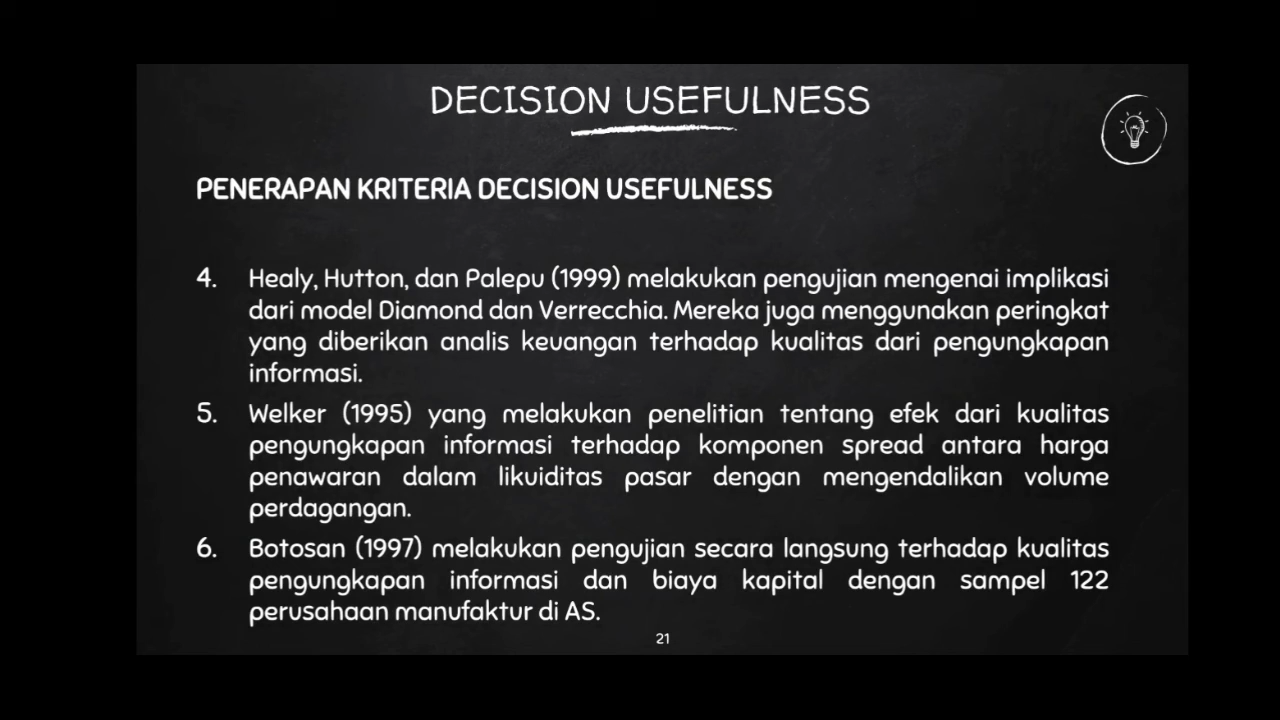 DECISION USEFULNESS
PENERAPAN KRITERIA DECISION USEFULNESS
4. Healy, Hutton, dan Palepu (1999) melakukan pengujian mengenai implikasi
dari model Diamond dan Verrecchia. Mereka juga menggunakan peringkat
yang diberikan analis keuangan terhadap kualitas dari pengungkapan
informasi.
5. Welker (1995) yang melakukan penelitian tentang efek dari kualitas
pengungkapan informasi terhadap komponen spread antara harga
penawaran dalam likuiditas pasar dengan mengendalikan volume
perdagangan.
6. Botosan (1997) melakukan pengujian secara langsung terhadap kualitas
pengungkapan informasi dan biaya kapital dengan sampel 122
perusahaan manufaktur di AS.
21